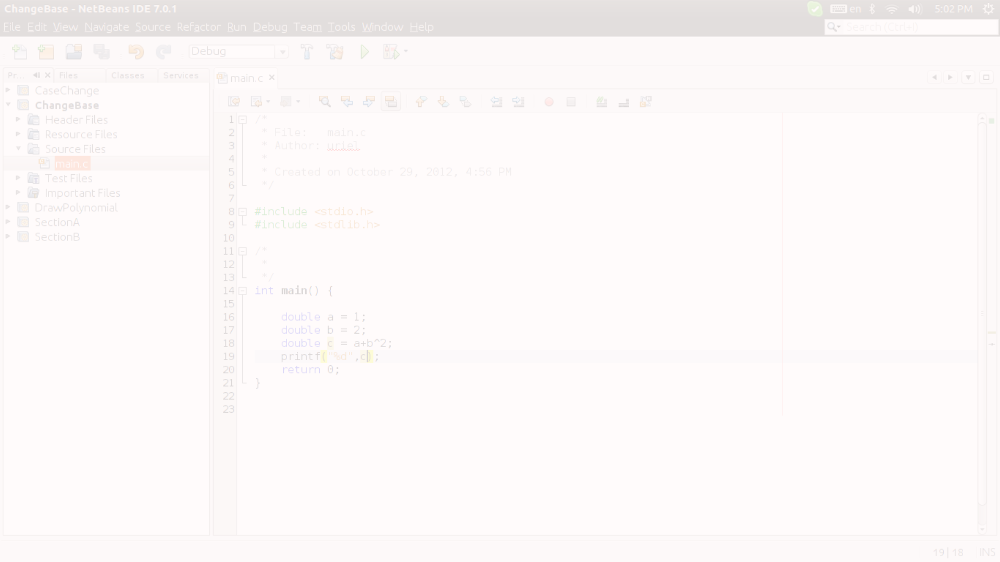 ChangeBase - NetBeans IDE 7.0.1
en 5:02 PM
File Edit View Navigate Source Refactor Run Debug Team Tools Window Help
Search (Ctrl+I)
Debug
Pr... Files Classes Services
main.c
CaseChange
ChangeBase
Header Files
Resource Files
Source Files
main.c
Test Files
Important Files
DrawPolynomial
SectionA
SectionB
1 /*
2  * File:   main.c
3  * Author: uriel
4  *
5  * Created on October 29, 2012, 4:56 PM
6  */
7
8 #include <stdio.h>
9 #include <stdlib.h>
10
11 /*
12  *
13  */
14 int main() {
15
16     double a = 1;
17     double b = 2;
18     double c = a+b^2;
19     printf("%d",c);
20     return 0;
21 }
22
23
19|18 INS